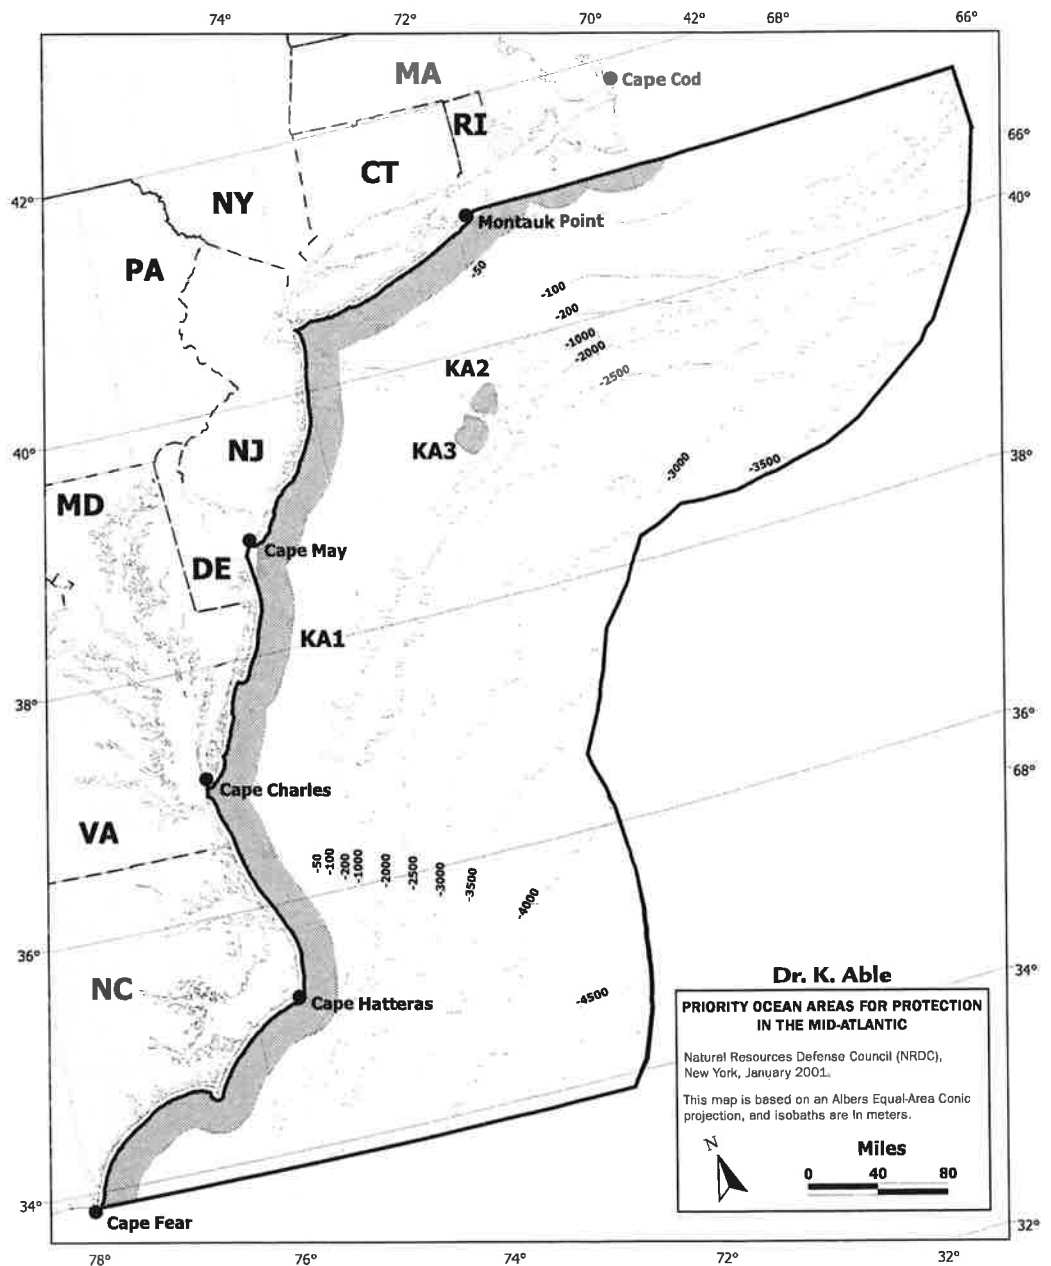 74° 72° 70° 42° 68° 66°
MA
Cape Cod
RI
66°
CT
42°
NY
40°
Montauk Point
PA
-50
-100
-200
-1000
-2000
KA2
-2500
NJ
KA3
40°
38°
-3000
-3500
MD
Cape May
DE
KA1
38°
36°
68°
Cape Charles
VA
-50
-100
-200
-1000
-2000
-2500
-3000
-3500
-4000
36°
34°
NC
Dr. K. Able
-4500
Cape Hatteras
PRIORITY OCEAN AREAS FOR PROTECTION
IN THE MID-ATLANTIC
Natural Resources Defense Council (NRDC),
New York, January 2001.
This map is based on an Albers Equal-Area Conic
projection, and isobaths are in meters.
N
Miles
0 40 80
34°
Cape Fear
32°
78° 76° 74° 72° 32°